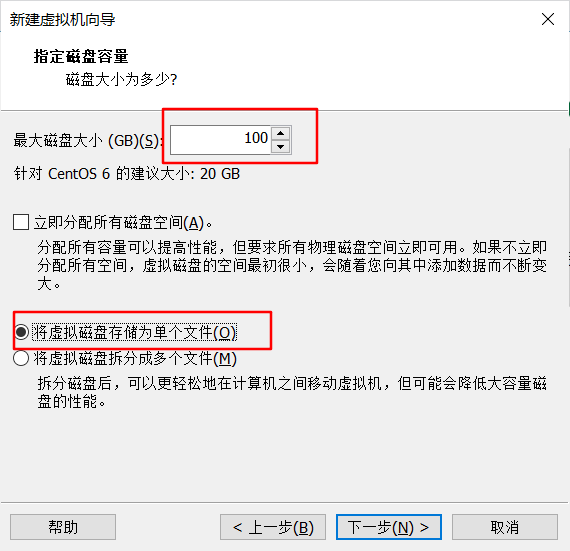 新建虚拟机向导
指定磁盘容量
磁盘大小为多少?
最大磁盘大小 (GB)(S): 100
针对 CentOS 6 的建议大小: 20 GB
立即分配所有磁盘空间(A)。
分配所有容量可以提高性能，但要求所有物理磁盘空间立即可用。如果不立即
分配所有空间，虚拟磁盘的空间最初很小，会随着您向其中添加数据而不断变
大。
将虚拟磁盘存储为单个文件(O)
将虚拟磁盘拆分成多个文件(M)
拆分磁盘后，可以更轻松地在计算机之间移动虚拟机，但可能会降低大容量磁
盘的性能。
帮助 < 上一步(B) 下一步(N) > 取消